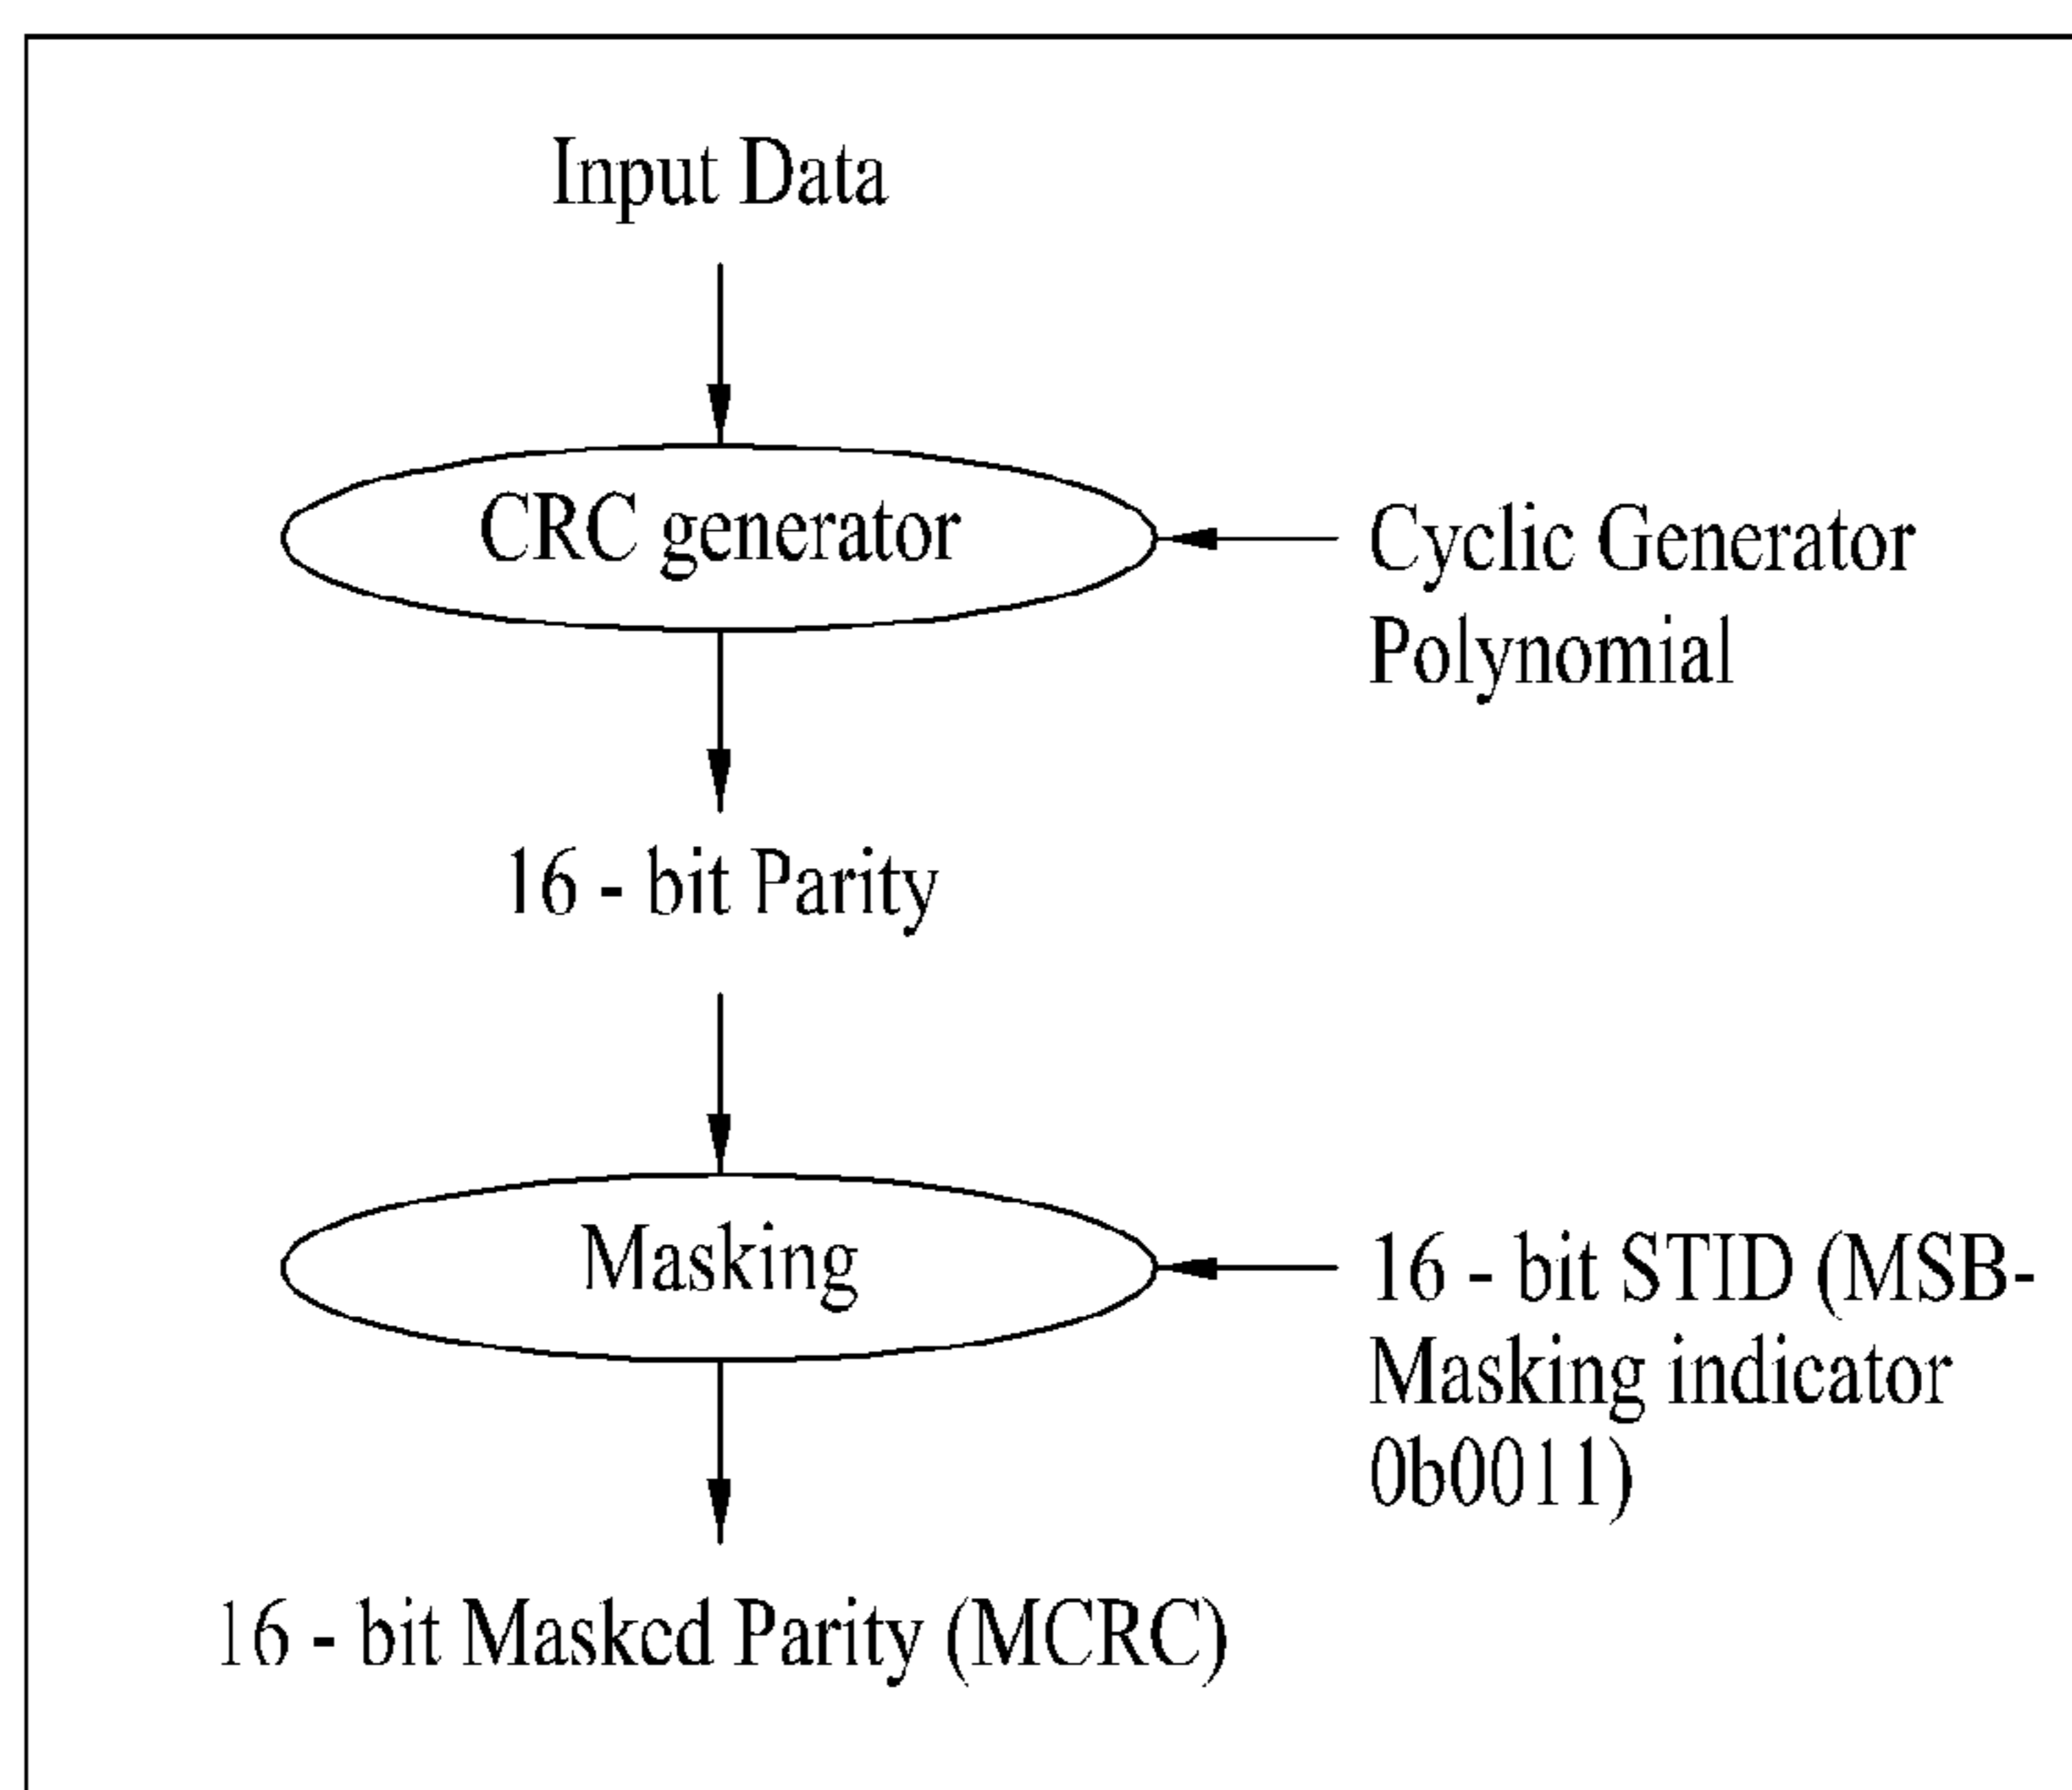 Input Data
CRC generator
Cyclic Generator
Polynomial
16 - bit Parity
Masking
16 - bit STID (MSB-
Masking indicator
0b0011)
16 - bit Masked Parity (MCRC)